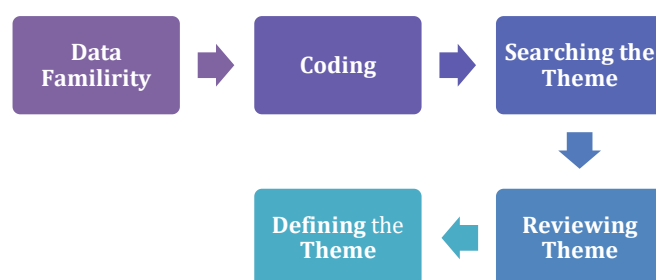 Data
Familirity
Coding
Searching the
Theme
Reviewing
Theme
Defining the
Theme